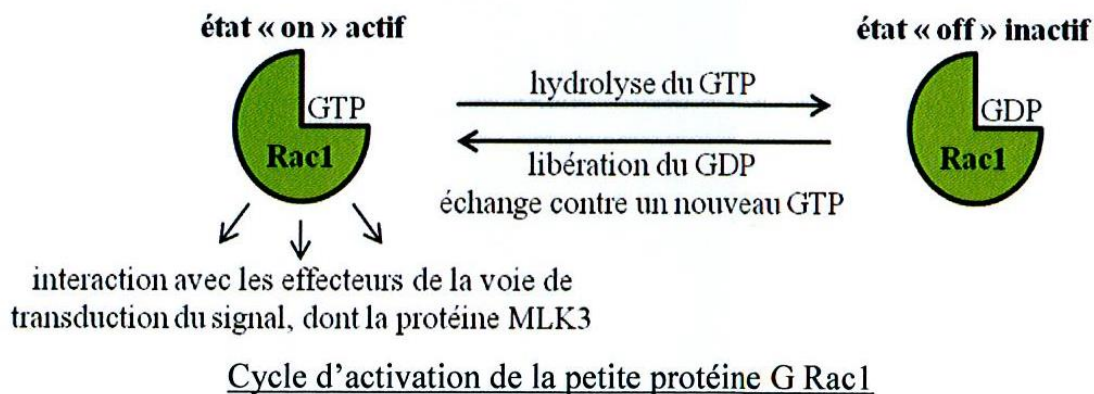 état « on » actif
état « off » inactif
GTP
Rac1
hydrolyse du GTP
libération du GDP
échange contre un nouveau GTP
GDP
Rac1
interaction avec les effecteurs de la voie de
transduction du signal, dont la protéine MLK3
Cycle d'activation de la petite protéine G Rac1